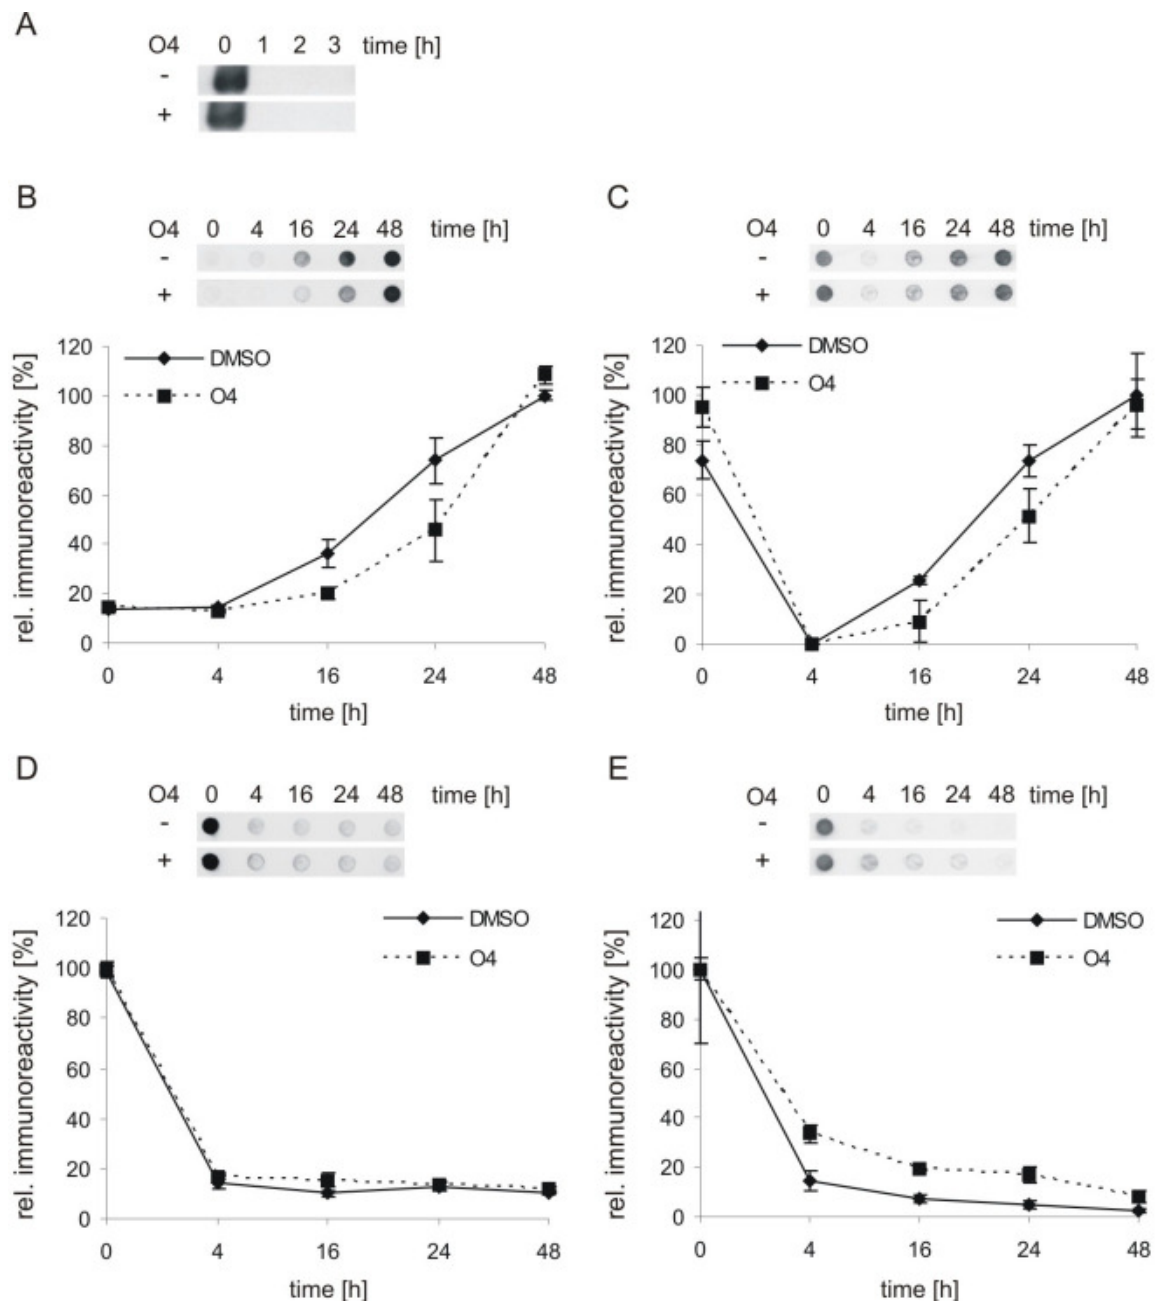 A
O4 0 1 2 3 time [h]
-
+
B
O4 0 4 16 24 48 time [h]
-
+
rel. immunoreactivity [%]
120
100
80
60
40
20
0
DMSO
O4
0 4 16 24 48
time [h]
C
O4 0 4 16 24 48 time [h]
-
+
rel. immunoreactivity [%]
120
100
80
60
40
20
0
DMSO
O4
0 4 16 24 48
time [h]
D
O4 0 4 16 24 48 time [h]
-
+
rel. immunoreactivity [%]
120
100
80
60
40
20
0
DMSO
O4
0 4 16 24 48
time [h]
E
O4 0 4 16 24 48 time [h]
-
+
rel. immunoreactivity [%]
120
100
80
60
40
20
0
DMSO
O4
0 4 16 24 48
time [h]